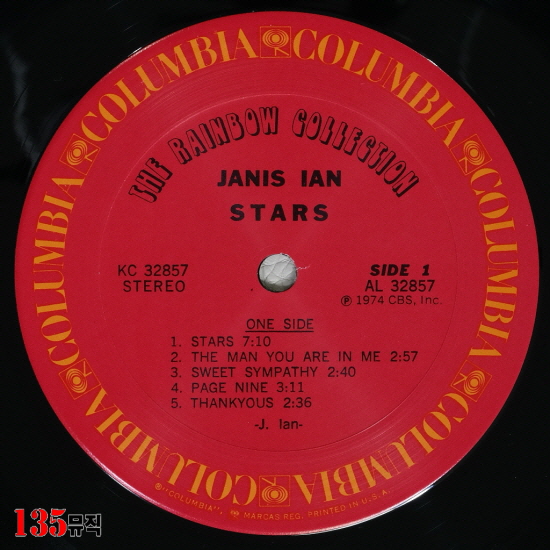 COLUMBIA COLUMBIA COLUMBIA COLUMBIA COLUMBIA COLUMBIA
THE RAINBOW COLLECTION
JANIS IAN
STARS
KC 32857
STEREO
SIDE 1
AL 32857
Ⓟ 1974 CBS, Inc.
ONE SIDE
1. STARS 7:10
2. THE MAN YOU ARE IN ME 2:57
3. SWEET SYMPATHY 2:40
4. PAGE NINE 3:11
5. THANKYOUS 2:36
-J. Ian-
®"COLUMBIA", MARCAS REG. PRINTED IN U.S.A.
135뮤직